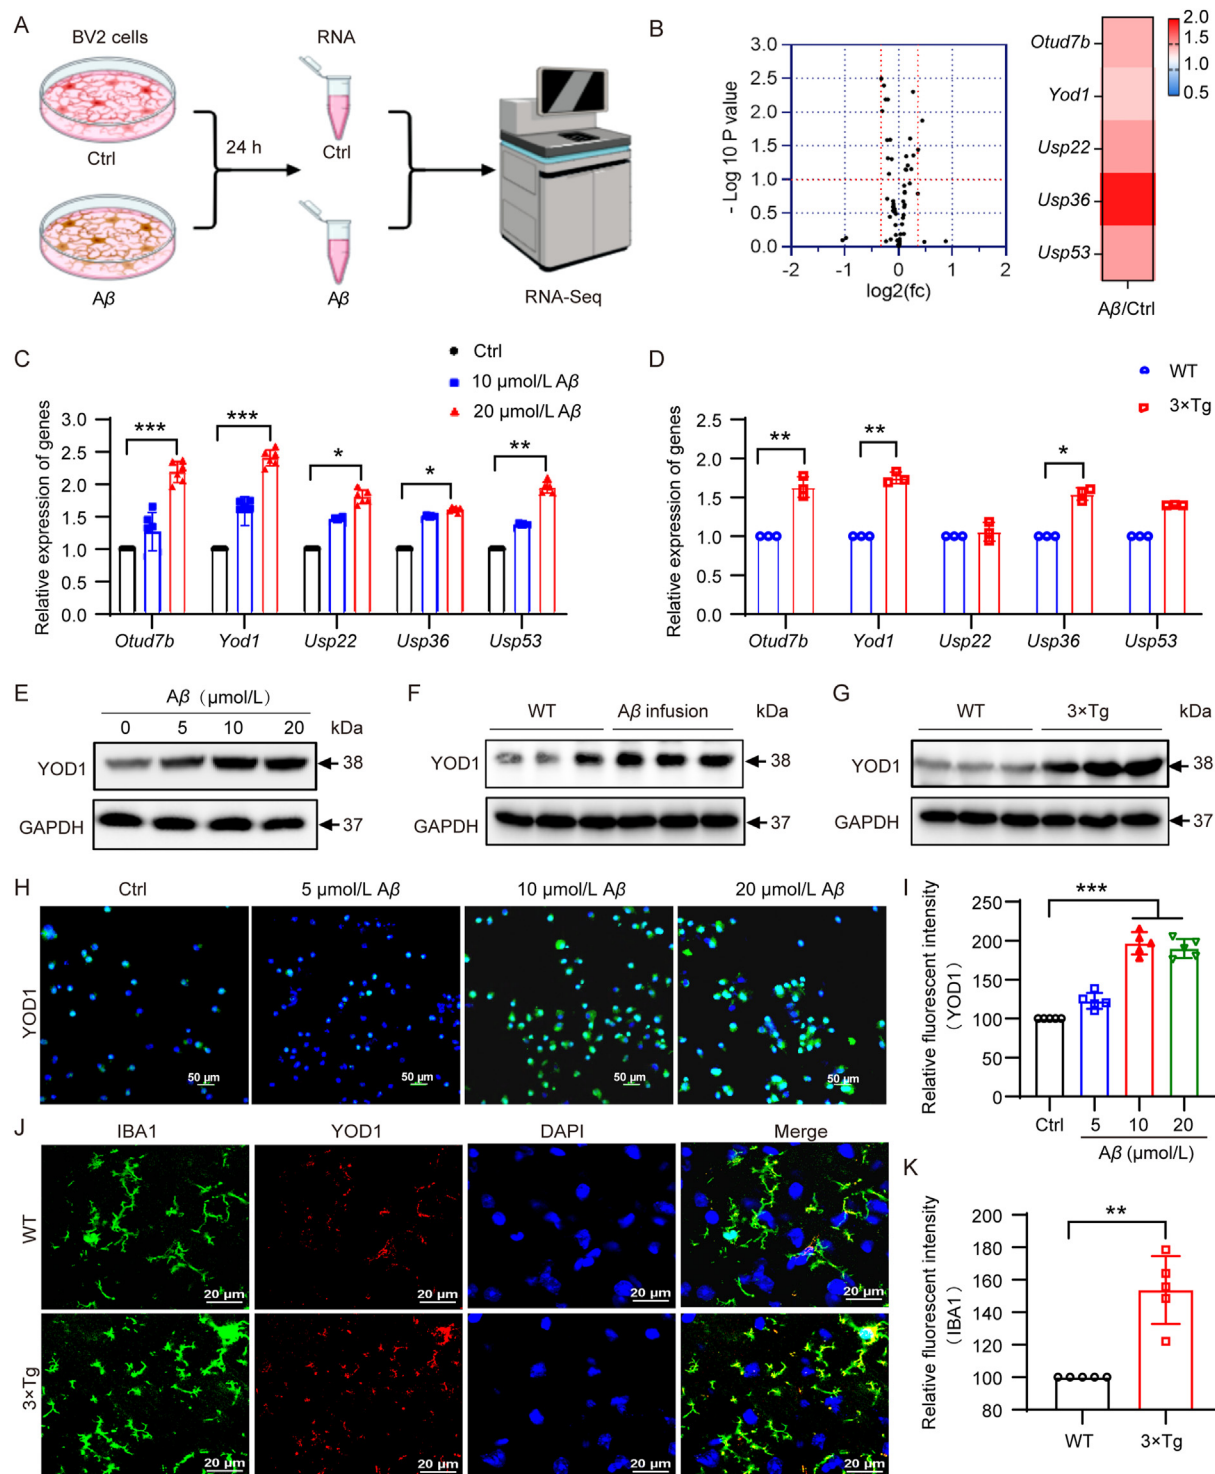 A
BV2 cells
RNA
Ctrl
24 h
Ctrl
Aβ
Aβ
RNA-Seq
B
3.0
2.5
2.0
1.5
1.0
0.5
0.0
- Log 10 P value
-2
-1
0
1
2
log2(fc)
Otud7b
Yod1
Usp22
Usp36
Usp53
Aβ/Ctrl
2.0
1.5
1.0
0.5
C
Ctrl
10 µmol/L Aβ
20 µmol/L Aβ
Relative expression of genes
3.0
2.5
2.0
1.5
1.0
0.5
0.0
***
***
*
*
**
Otud7b
Yod1
Usp22
Usp36
Usp53
D
WT
3×Tg
Relative expression of genes
2.5
2.0
1.5
1.0
0.5
0.0
**
**
*
Otud7b
Yod1
Usp22
Usp36
Usp53
E
Aβ (µmol/L)
0 5 10 20 kDa
YOD1 38
GAPDH 37
F
WT Aβ infusion kDa
YOD1 38
GAPDH 37
G
WT 3×Tg kDa
YOD1 38
GAPDH 37
H
Ctrl
5 µmol/L Aβ
10 µmol/L Aβ
20 µmol/L Aβ
YOD1
50 µm
50 µm
50 µm
50 µm
I
Relative fluorescent intensity
(YOD1)
250
200
150
100
50
0
***
Ctrl 5 10 20
Aβ (µmol/L)
J
IBA1
YOD1
DAPI
Merge
WT
20 µm
20 µm
20 µm
20 µm
3×Tg
20 µm
20 µm
20 µm
20 µm
K
Relative fluorescent intensity
(IBA1)
200
180
160
140
120
100
80
**
WT
3×Tg